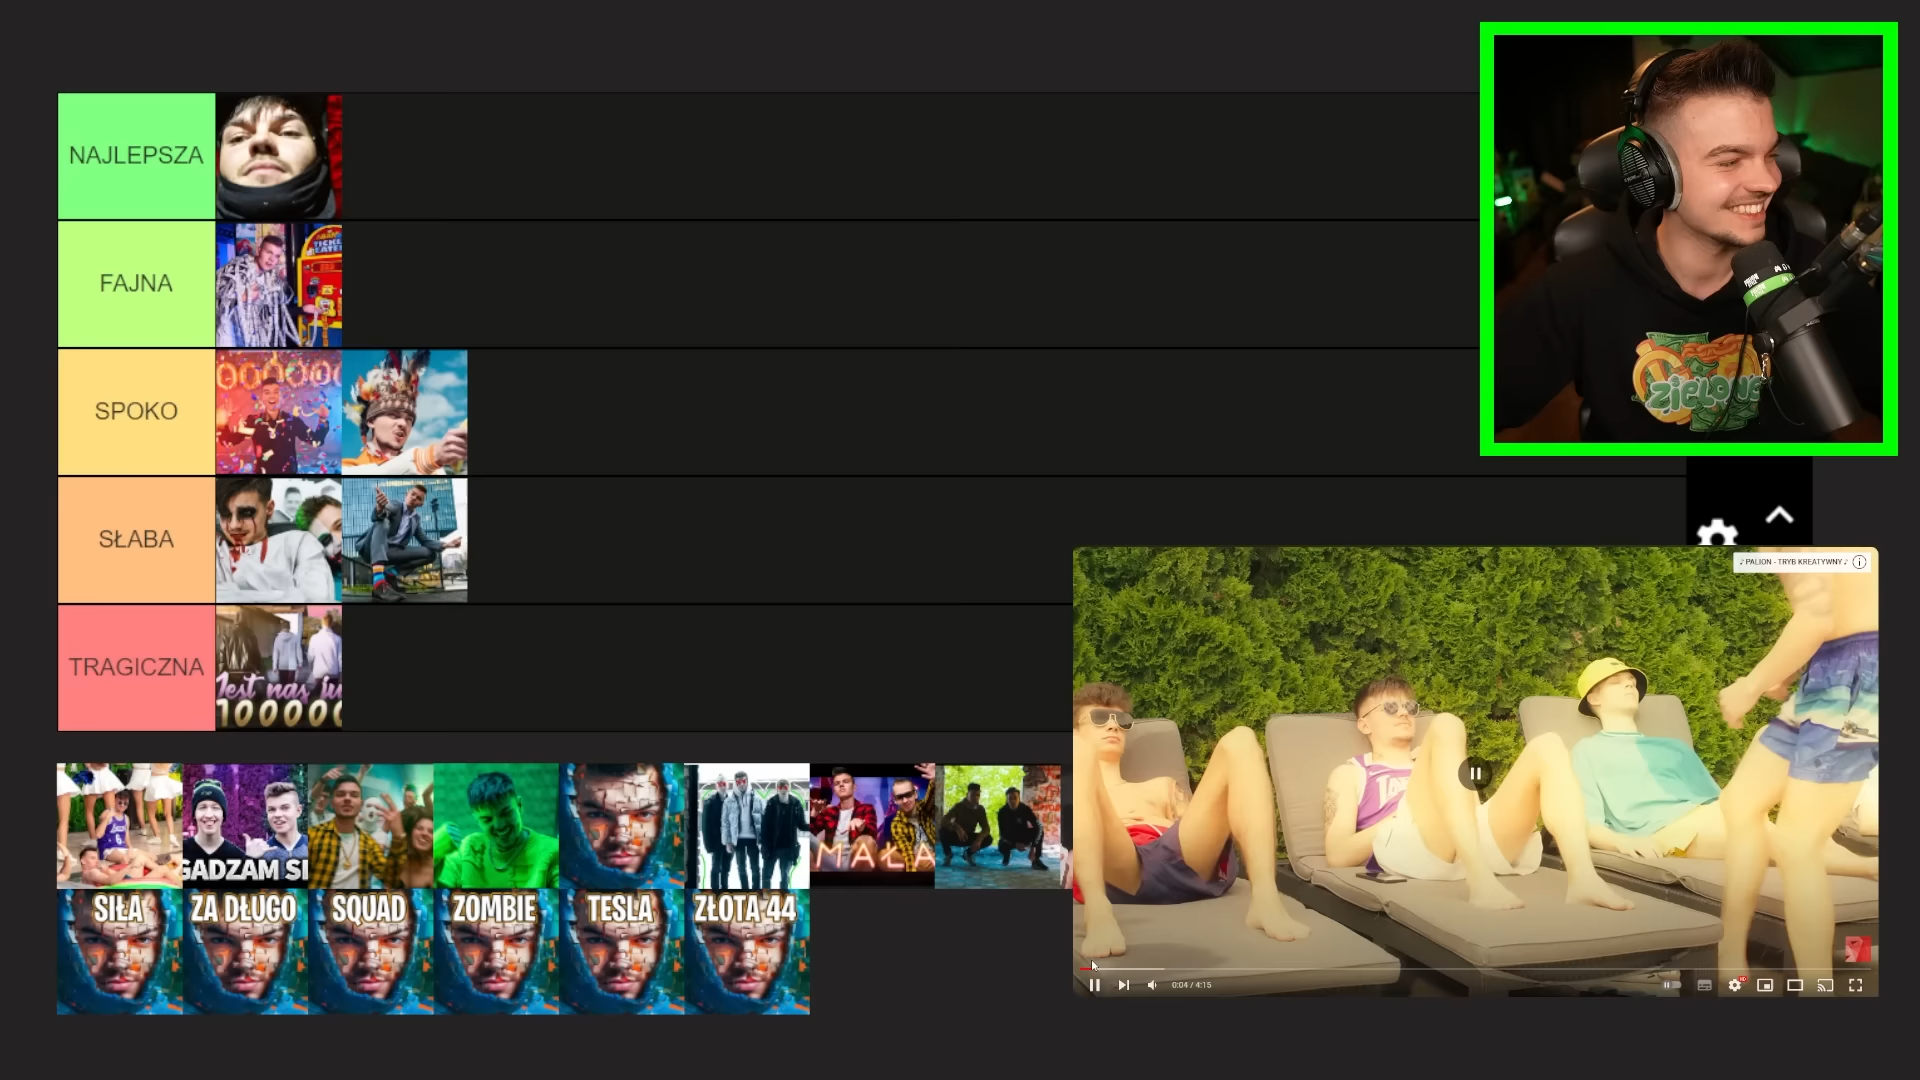 NAJLEPSZA
FAJNA
SPOKO
SŁABA
TRAGICZNA
Jest nas ju
100000
GADZAM SI
MAŁA
SIŁA
ZA DŁUGO
SQUAD
ZOMBIE
TESLA
ZŁOTA 44
ZIELONE
♪ PALION - TRYB KREATYWNY ♪
0:04 / 4:15